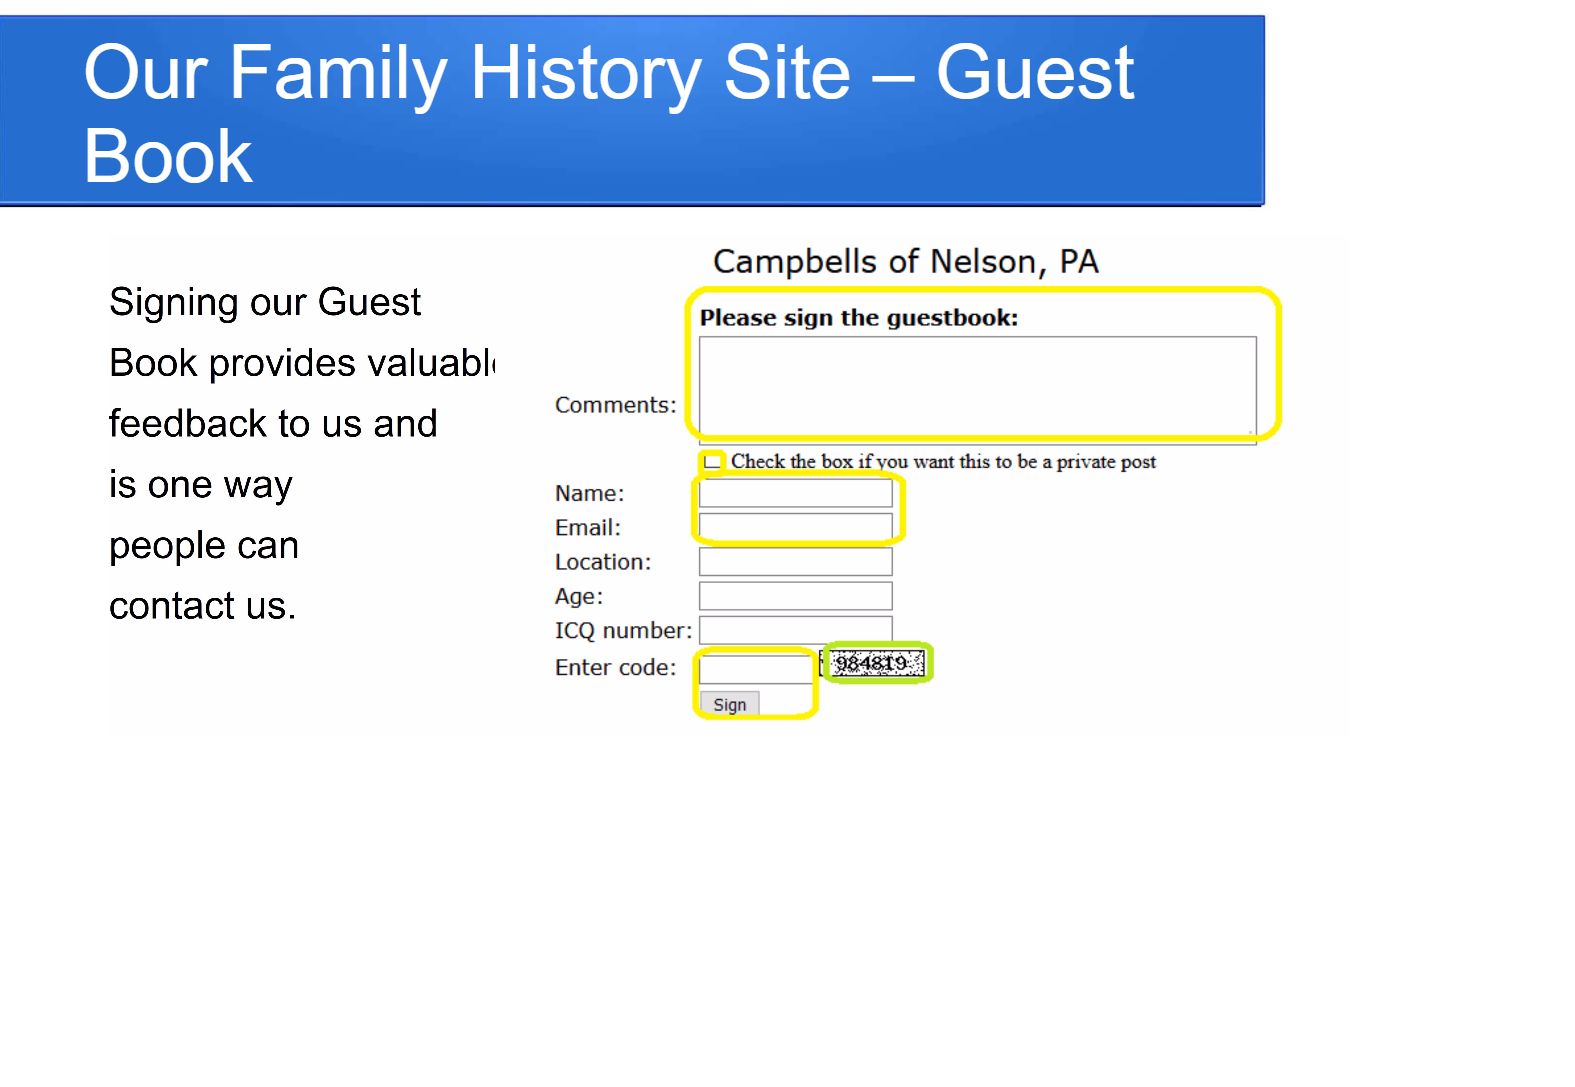 Our Family History Site – Guest
Book
Signing our Guest
Book provides valuable
feedback to us and
is one way
people can
contact us.
Campbells of Nelson, PA
Please sign the guestbook:
Comments:
Check the box if you want this to be a private post
Name:
Email:
Location:
Age:
ICQ number:
Enter code: 984819
Sign